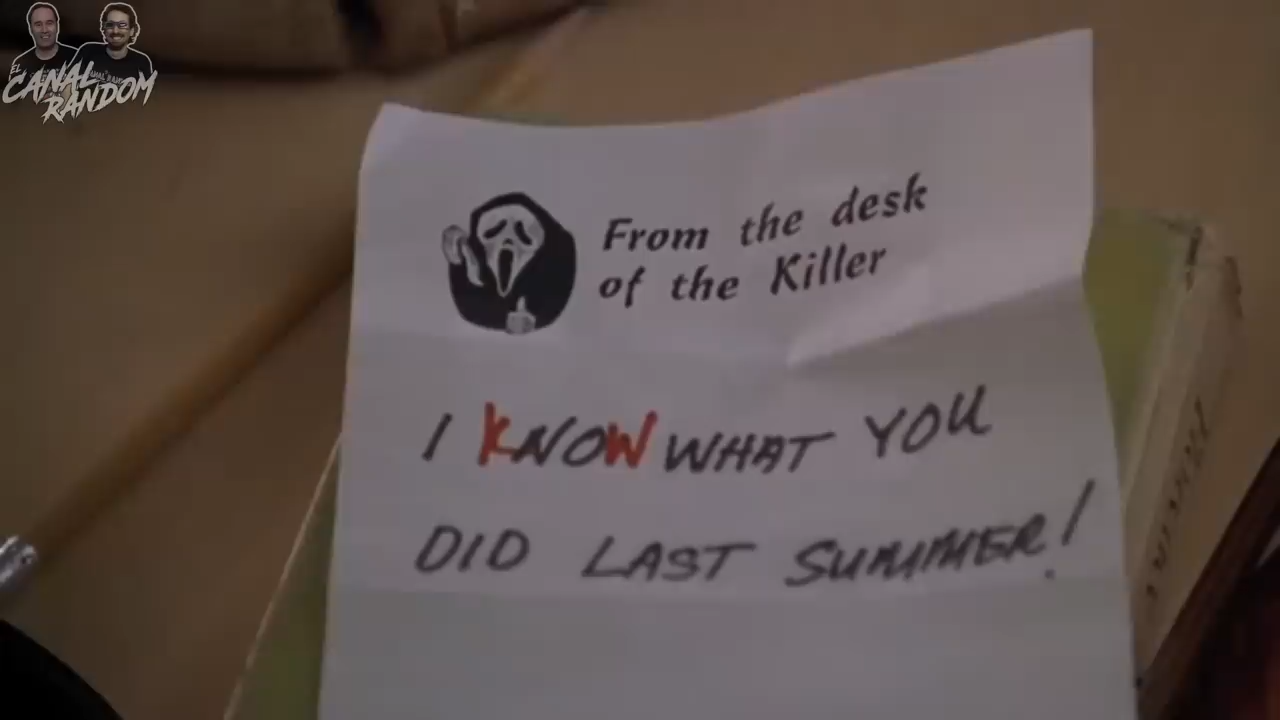 EL
CANAL
RANDOM
From the desk
of the Killer
I KNOW WHAT YOU
DID LAST SUMMER!